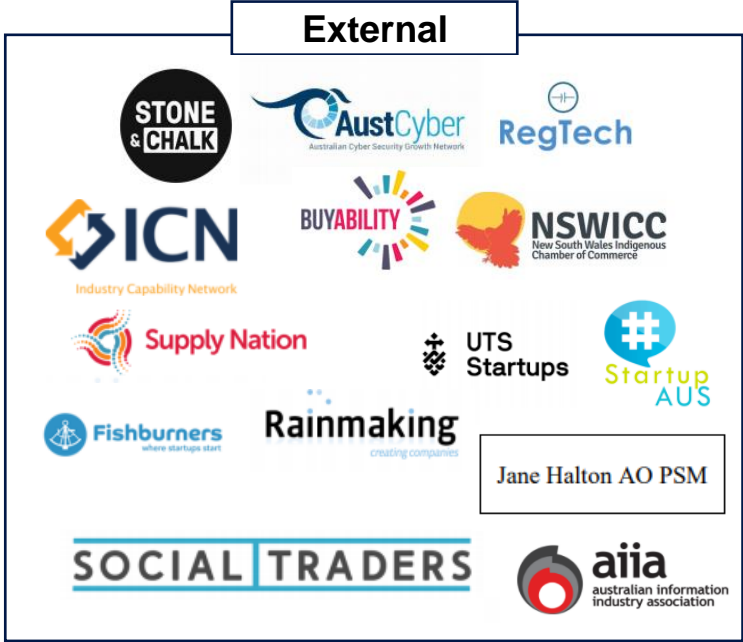 External
STONE
& CHALK
AustCyber
Australian Cyber Security Growth Network
RegTech
ICN
Industry Capability Network
BUYABILITY
NSWICC
New South Wales Indigenous
Chamber of Commerce
Supply Nation
UTS
Startups
#
Startup
AUS
Fishburners
where startups start
Rainmaking
creating companies
Jane Halton AO PSM
SOCIAL TRADERS
aiia
australian information
industry association